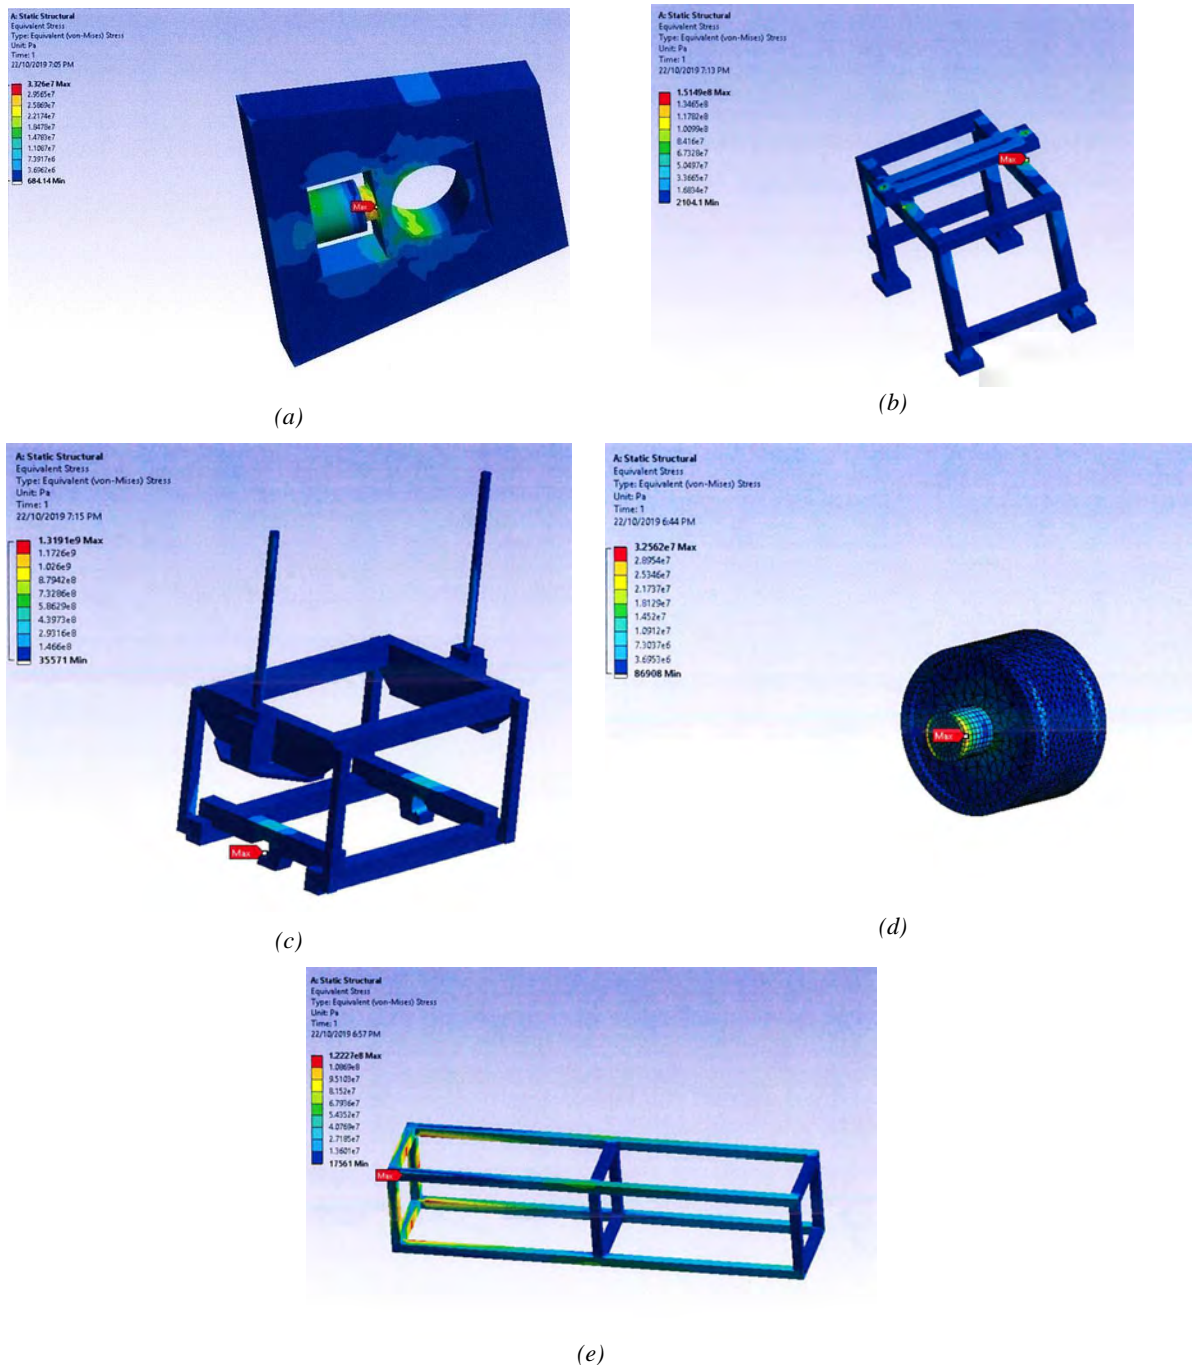 A: Static Structural
Equivalent Stress
Type: Equivalent (von-Mises) Stress
Unit: Pa
Time: 1
22/10/2019 7:05 PM
3.326e7 Max
2.9565e7
2.5869e7
2.2174e7
1.8478e7
1.4783e7
1.1087e7
7.3917e6
3.6962e6
684.14 Min
Max
(a)
A: Static Structural
Equivalent Stress
Type: Equivalent (von-Mises) Stress
Unit: Pa
Time: 1
22/10/2019 7:13 PM
1.5149e8 Max
1.3465e8
1.1782e8
1.0099e8
8.416e7
6.7328e7
5.0497e7
3.3665e7
1.6834e7
2104.1 Min
Max
(b)
A: Static Structural
Equivalent Stress
Type: Equivalent (von-Mises) Stress
Unit: Pa
Time: 1
22/10/2019 7:15 PM
1.3191e9 Max
1.1726e9
1.026e9
8.7942e8
7.3286e8
5.8629e8
4.3973e8
2.9316e8
1.466e8
35571 Min
Max
(c)
A: Static Structural
Equivalent Stress
Type: Equivalent (von-Mises) Stress
Unit: Pa
Time: 1
22/10/2019 6:44 PM
3.2562e7 Max
2.8954e7
2.5346e7
2.1737e7
1.8129e7
1.452e7
1.0912e7
7.3037e6
3.6953e6
86908 Min
Max
(d)
A: Static Structural
Equivalent Stress
Type: Equivalent (von-Mises) Stress
Unit: Pa
Time: 1
22/10/2019 6:57 PM
1.2227e8 Max
1.0869e8
9.5103e7
8.152e7
6.7936e7
5.4352e7
4.0769e7
2.7185e7
1.3601e7
17561 Min
Max
(e)